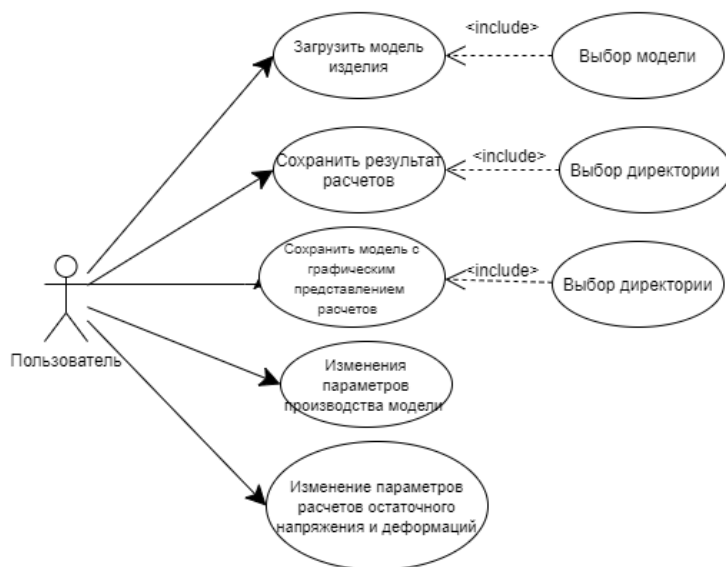 Загрузить модель
изделия
<include>
Выбор модели
Сохранить результат
расчетов
<include>
Выбор директории
Сохранить модель с
графическим
представлением
расчетов
<include>
Выбор директории
Пользователь
Изменения
параметров
производства модели
Изменение параметров
расчетов остаточного
напряжения и деформаций